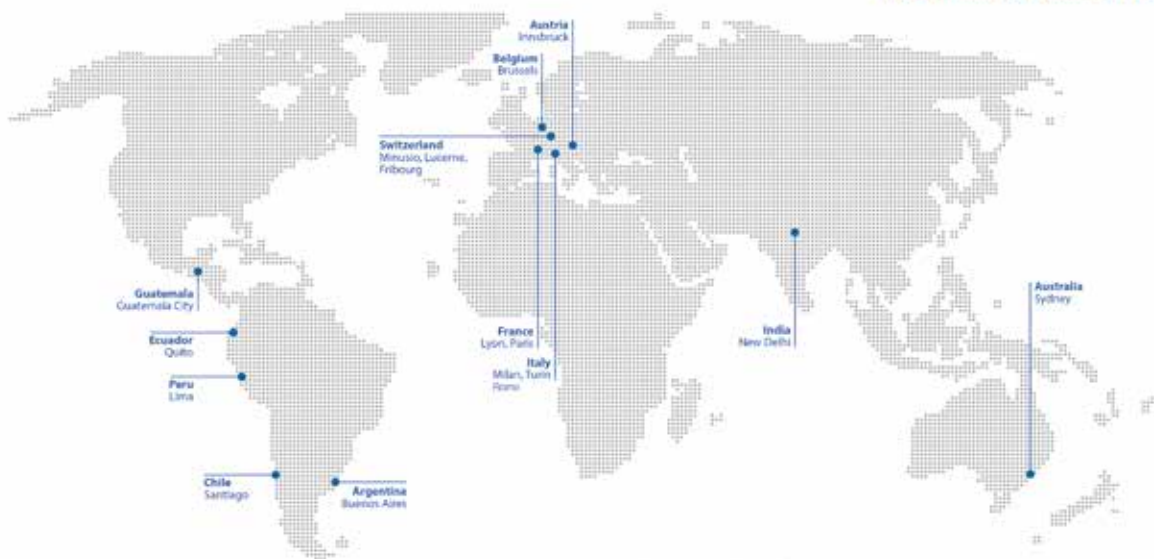 Austria
Innsbruck
Belgium
Brussels
Switzerland
Minusio, Lucerne,
Fribourg
Guatemala
Guatemala City
Ecuador
Quito
Peru
Lima
Chile
Santiago
Argentina
Buenos Aires
France
Lyon, Paris
Italy
Milan, Turin
Rome
India
New Delhi
Australia
Sydney